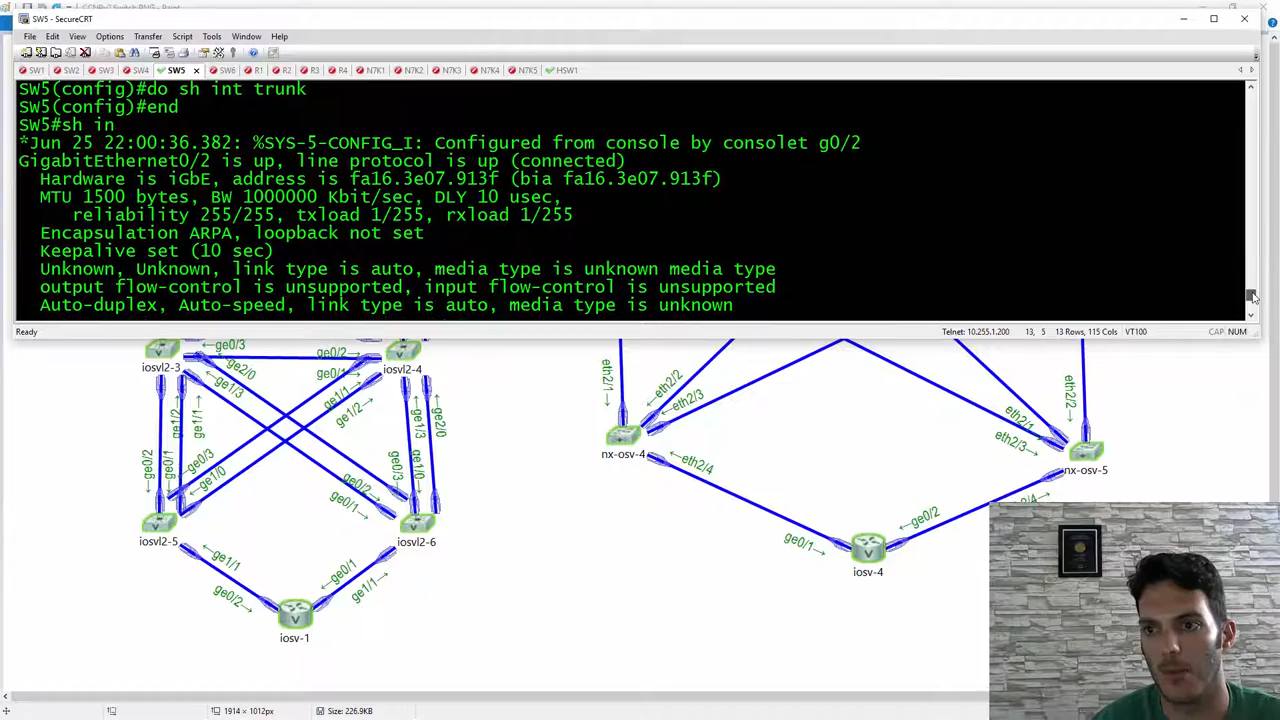 SW5 - SecureCRT
File Edit View Options Transfer Script Tools Window Help
SW1 SW2 SW3 SW4 SW5 SW6 R1 R2 R3 R4 N7K1 N7K2 N7K3 N7K4 N7K5 HSW1
SW5(config)#do sh int trunk
SW5(config)#end
SW5#sh in
*Jun 25 22:00:36.382: %SYS-5-CONFIG_I: Configured from console by consolet g0/2
GigabitEthernet0/2 is up, line protocol is up (connected)
Hardware is iGbE, address is fa16.3e07.913f (bia fa16.3e07.913f)
MTU 1500 bytes, BW 1000000 Kbit/sec, DLY 10 usec,
reliability 255/255, txload 1/255, rxload 1/255
Encapsulation ARPA, loopback not set
Keepalive set (10 sec)
Unknown, Unknown, link type is auto, media type is unknown media type
output flow-control is unsupported, input flow-control is unsupported
Auto-duplex, Auto-speed, link type is auto, media type is unknown
Ready
Telnet: 10.255.1.200 13, 5 13 Rows, 115 Cols VT100 CAP NUM
←ge0/3
ge0/2→
iosvl2-3
←ge2/0
ge0/1→
iosvl2-4
←ge1/3
ge1/1→
ge1/2→
←ge1/2
←ge1/1
←ge1/3
←ge2/0
eth2/1→
←eth2/2
←eth2/3
eth2/2→
eth2/1→
eth2/3→
nx-osv-4
nx-osv-5
←ge0/2
←ge0/1
←ge0/3
←ge1/0
ge0/2→
ge0/1→
←ge0/3
←ge1/0
←eth2/4
iosvl2-5
iosvl2-6
←ge0/2
ge0/1→
iosv-4
←ge1/1
ge0/2→
←ge0/1
ge1/1→
iosv-1
1914 × 1012px
Size: 226.9KB